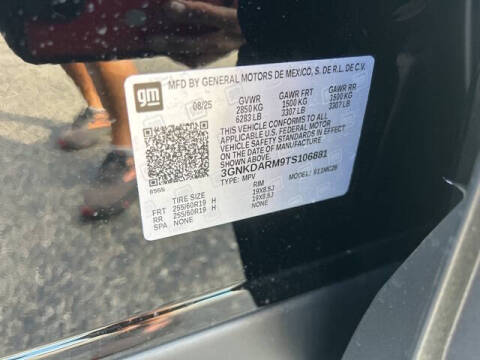 gm
MFD BY GENERAL MOTORS DE MEXICO, S. DE R.L. DE C.V.
08/25 GVWR GAWR FRT GAWR RR
2850 KG 1500 KG 1500 KG
6283 LB 3307 LB 3307 LB
THIS VEHICLE CONFORMS TO ALL
APPLICABLE U.S. FEDERAL MOTOR
VEHICLE SAFETY STANDARDS IN EFFECT
ON THE DATE OF MANUFACTURE
SHOWN ABOVE.
3GNKDARM9TS106881
TYPE: MPV MODEL:
TIRE SIZE RIM
FRT 255/60R19 H 19X8.5J
RR 255/60R19 H 19X8.5J
SPA NONE NONE